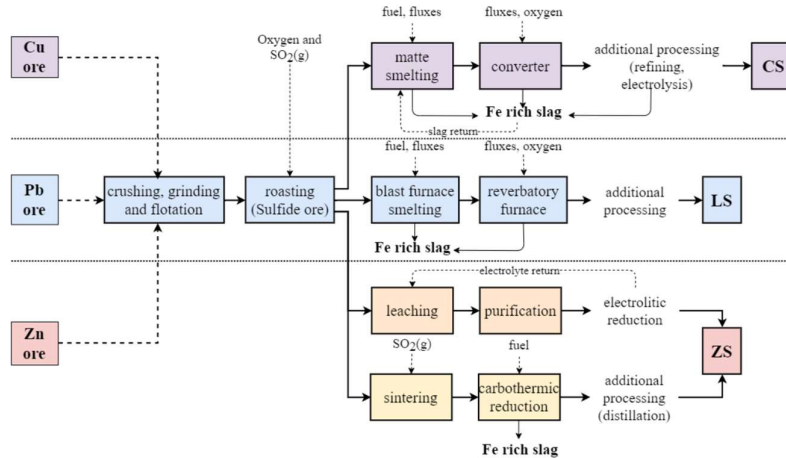 fuel, fluxes
fluxes, oxygen
Cu
ore
Oxygen and
SO2(g)
matte
smelting
converter
additional processing
(refining,
electrolysis)
CS
Fe rich slag
slag return
fuel, fluxes
fluxes, oxygen
Pb
ore
crushing, grinding
and flotation
roasting
(Sulfide ore)
blast furnace
smelting
reverbatory
furnace
additional
processing
LS
Fe rich slag
electrolyte return
Zn
ore
leaching
purification
electrolitic
reduction
ZS
SO2(g)
fuel
sintering
carbothermic
reduction
additional
processing
(distillation)
Fe rich slag